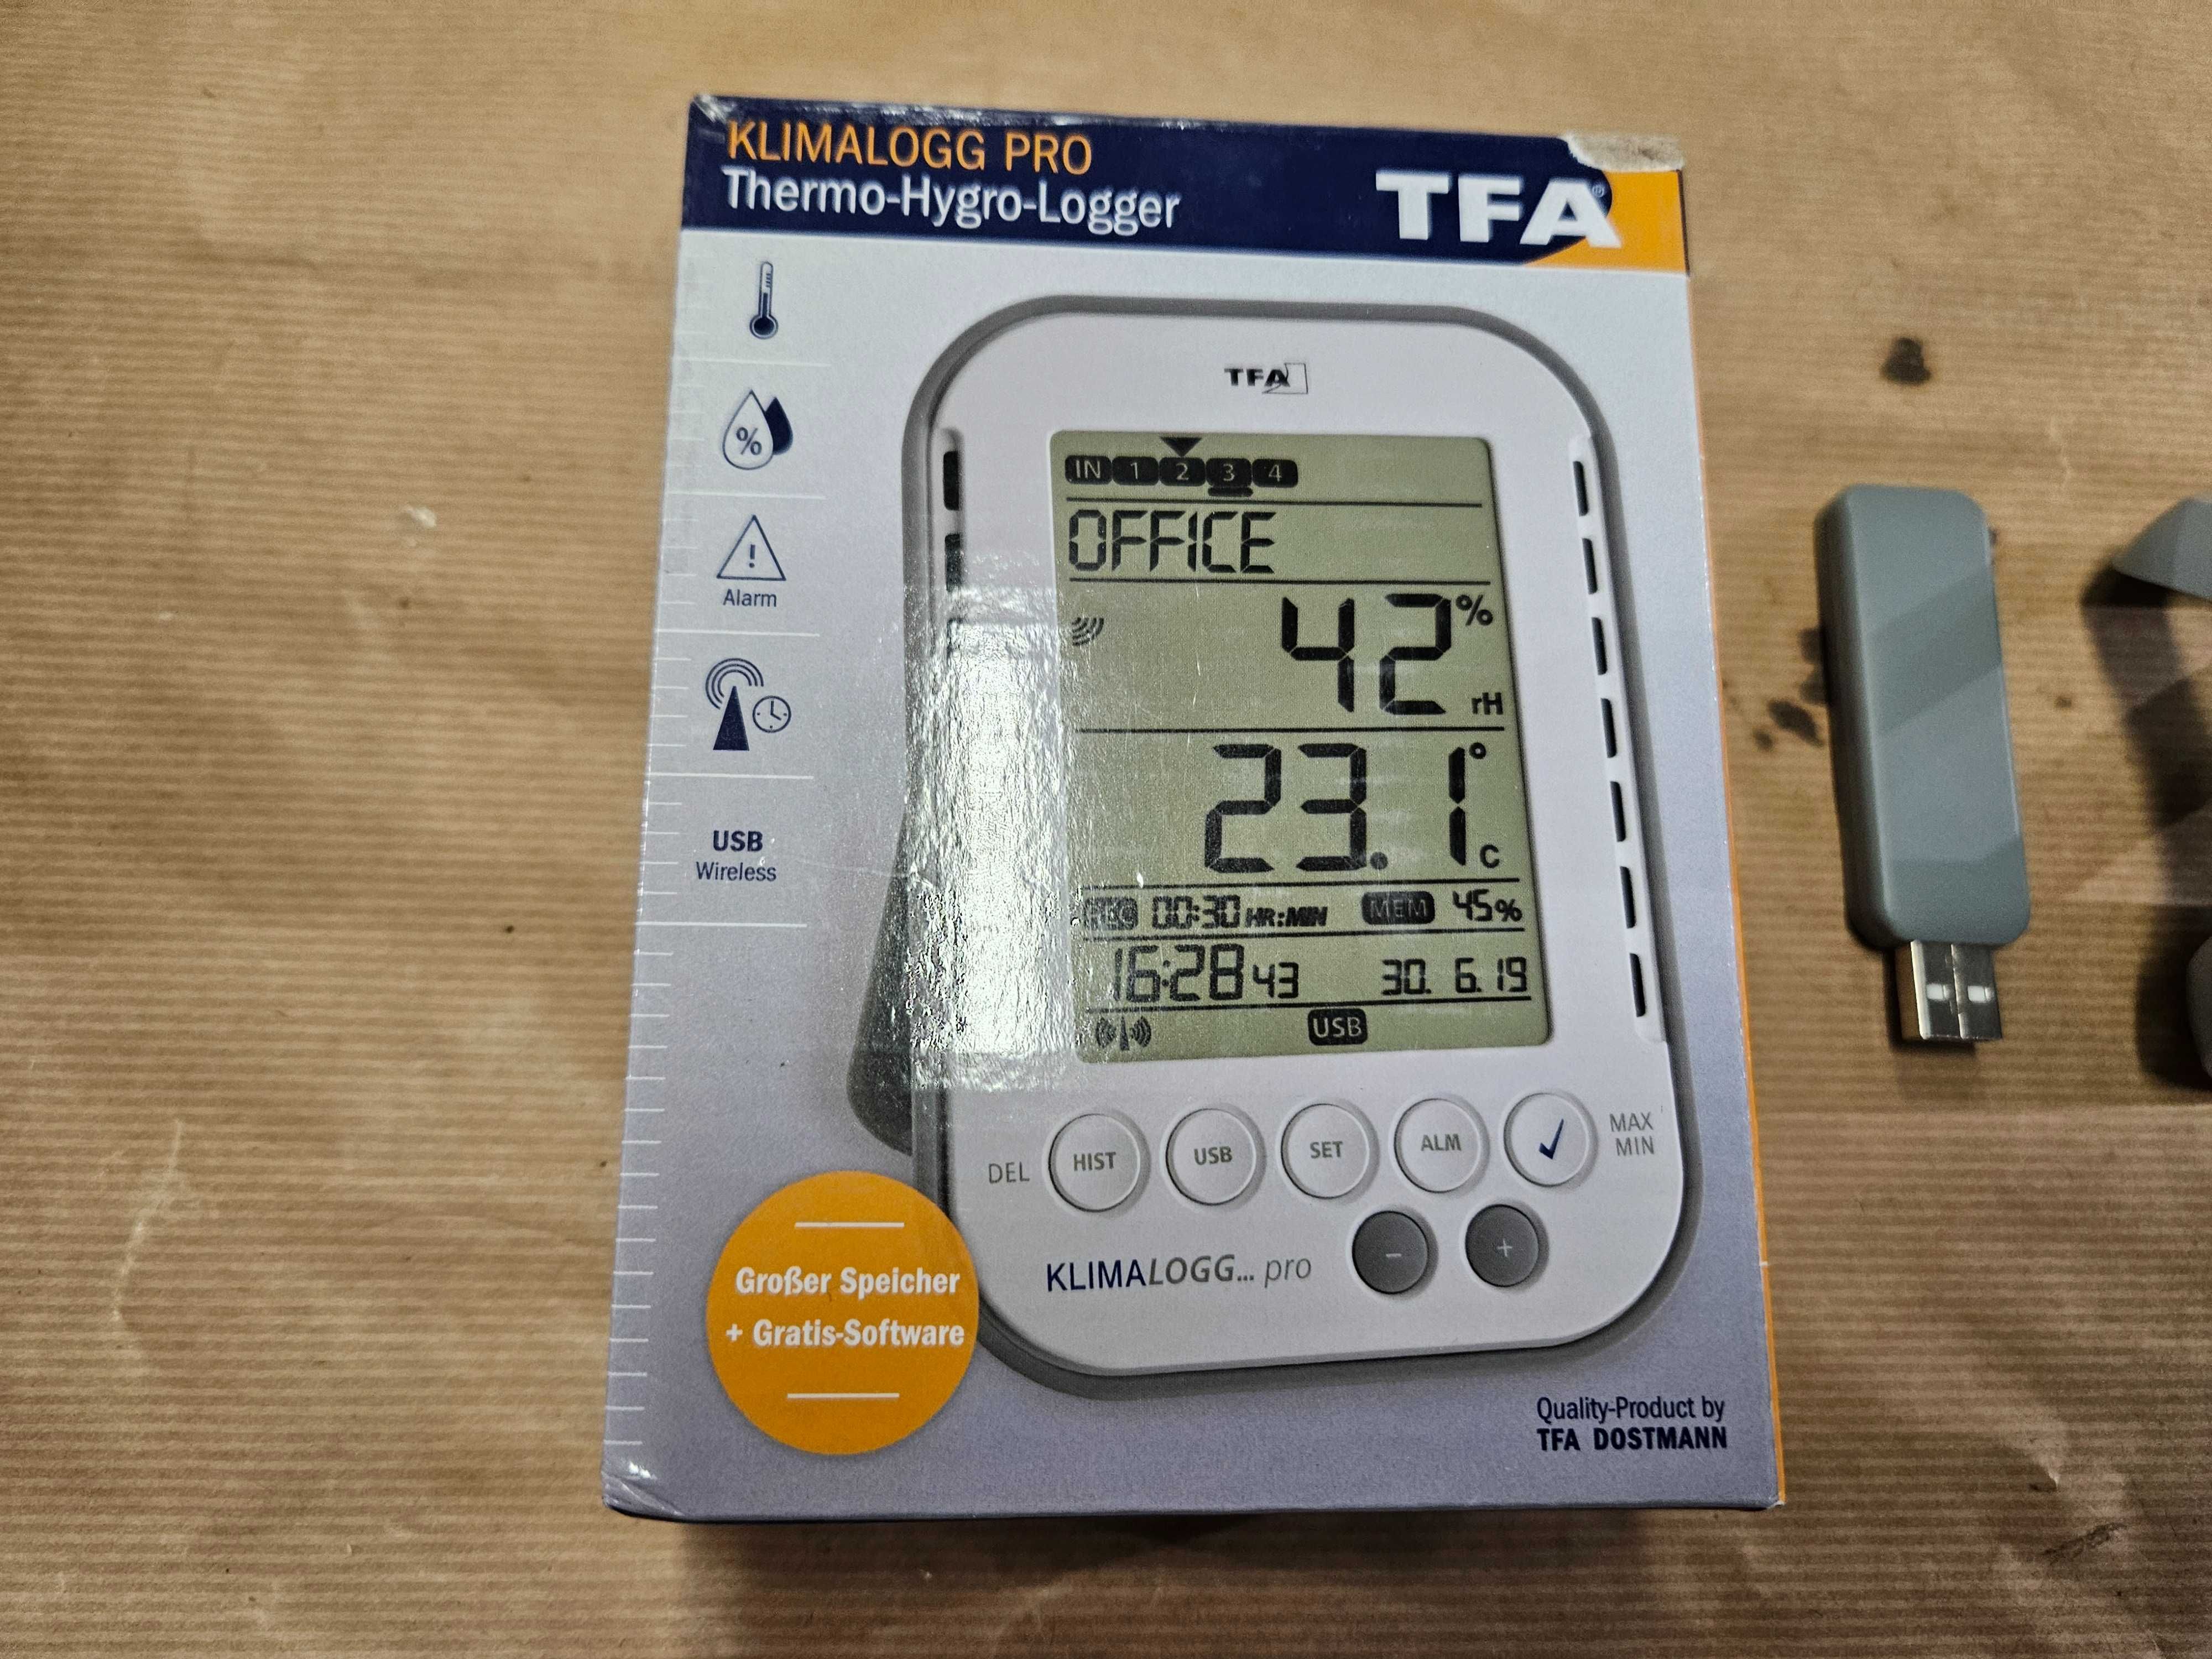 KLIMALOGG PRO
Thermo-Hygro-Logger
TFA®
%
!
Alarm
USB
Wireless
TFA
IN 1 2 3 4
OFFICE
42% rH
23.1°C
REC 00:30 HR:MIN MEM 45%
16:28 43 30. 6. 19
USB
DEL HIST USB SET ALM MAX
MIN
KLIMALOGG... pro - +
Großer Speicher
+ Gratis-Software
Quality-Product by
TFA DOSTMANN